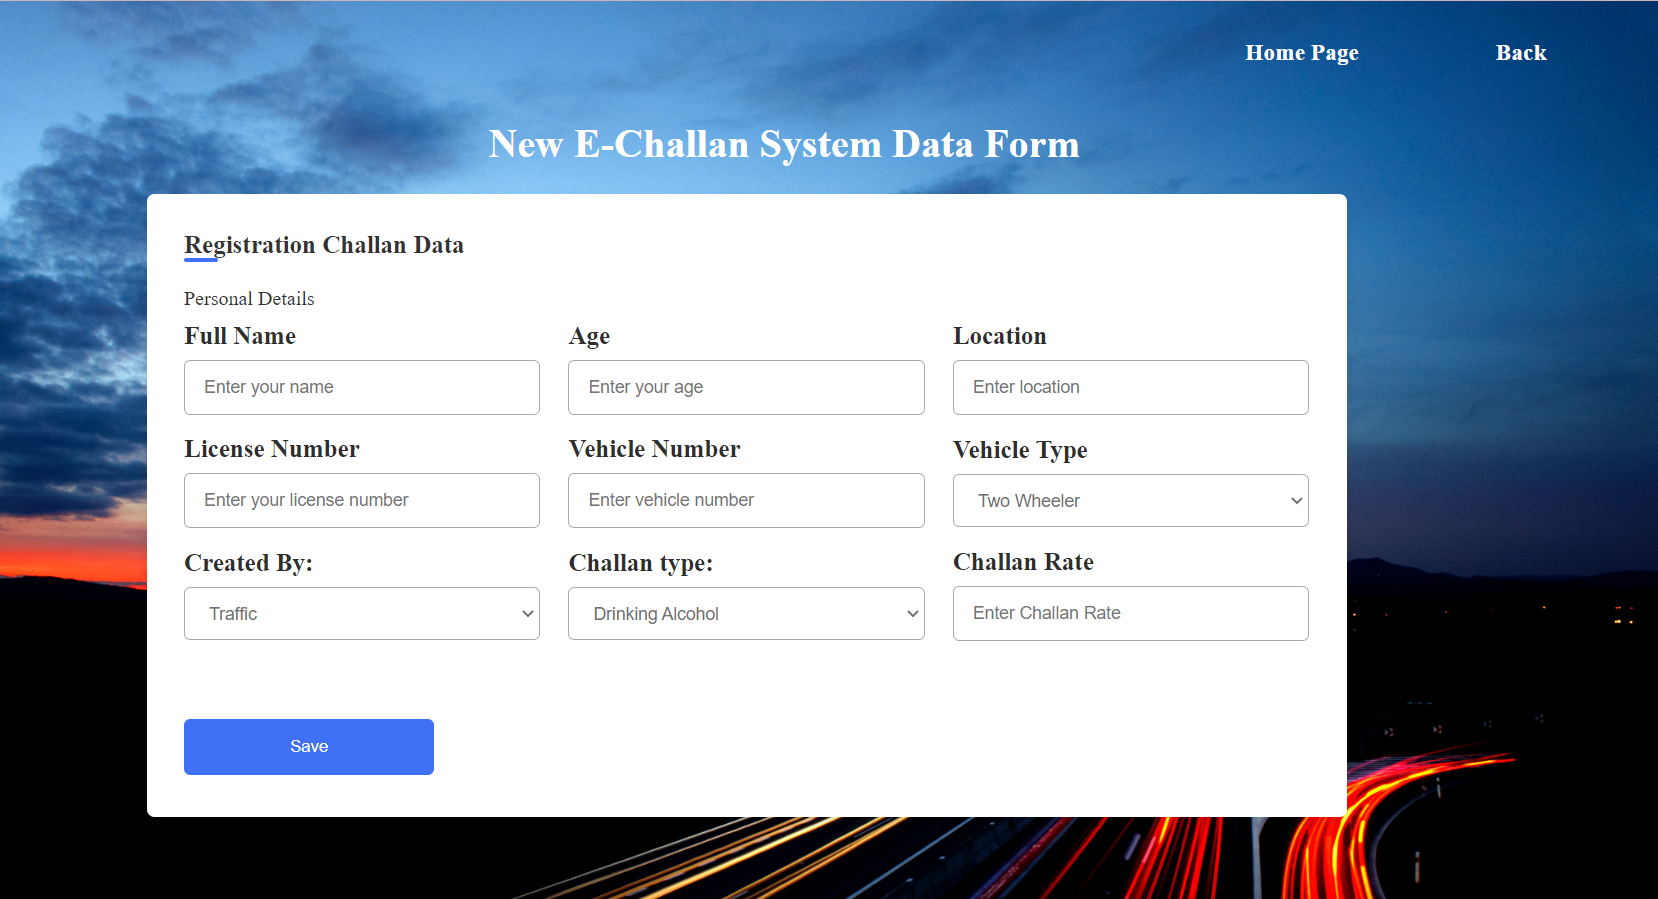 Home Page Back
New E-Challan System Data Form
Registration Challan Data
Personal Details
Full Name Age Location
Enter your name Enter your age Enter location
License Number Vehicle Number Vehicle Type
Enter your license number Enter vehicle number Two Wheeler
Created By: Challan type: Challan Rate
Traffic Drinking Alcohol Enter Challan Rate
Save